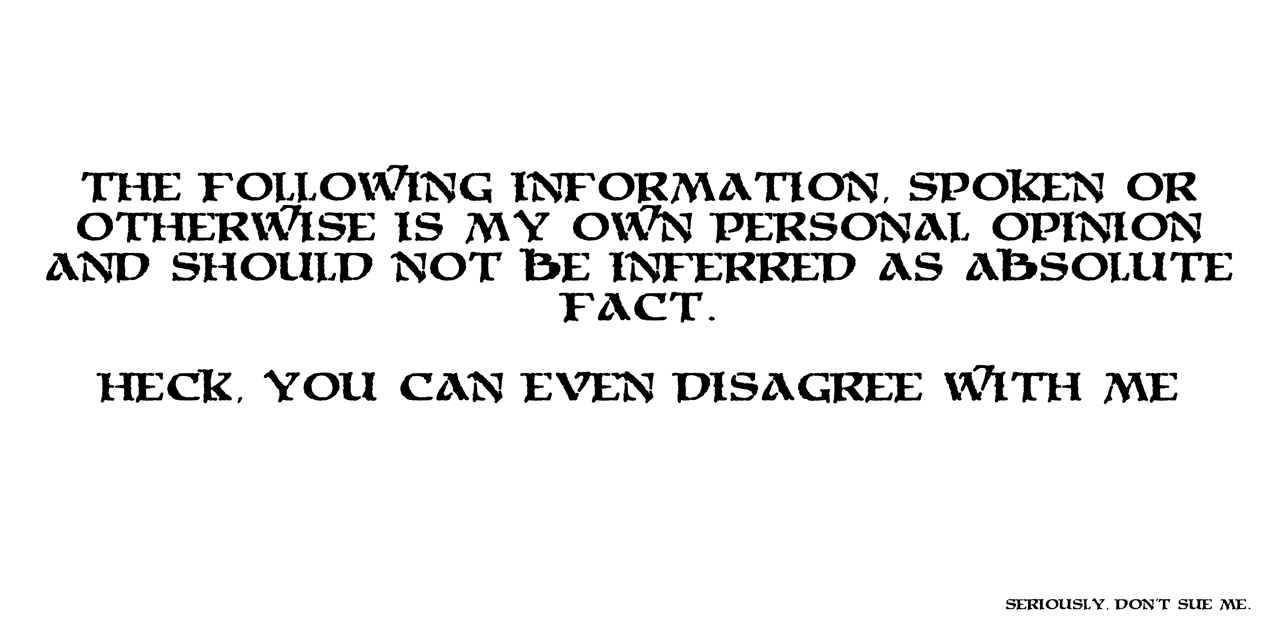 THE FOLLOWING INFORMATION, SPOKEN OR
OTHERWISE IS MY OWN PERSONAL OPINION
AND SHOULD NOT BE INFERRED AS ABSOLUTE
FACT.
HECK, YOU CAN EVEN DISAGREE WITH ME
SERIOUSLY, DON'T SUE ME.